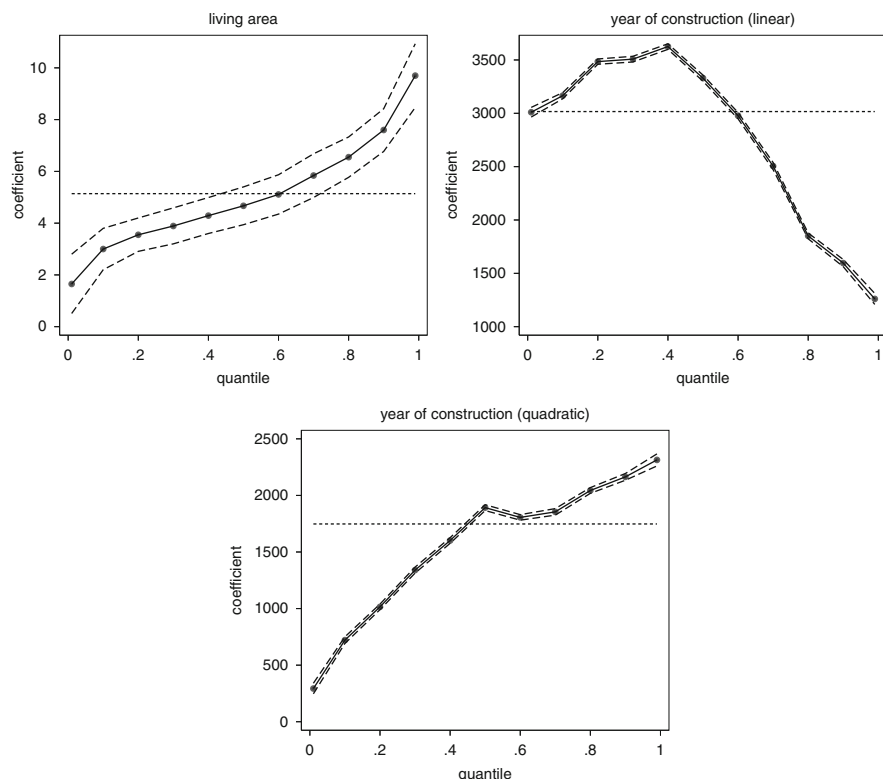 living area
10
8
6
4
2
0
coefficient
0 .2 .4 .6 .8 1
quantile
year of construction (linear)
3500
3000
2500
2000
1500
1000
coefficient
0 .2 .4 .6 .8 1
quantile
year of construction (quadratic)
2500
2000
1500
1000
500
0
coefficient
0 .2 .4 .6 .8 1
quantile